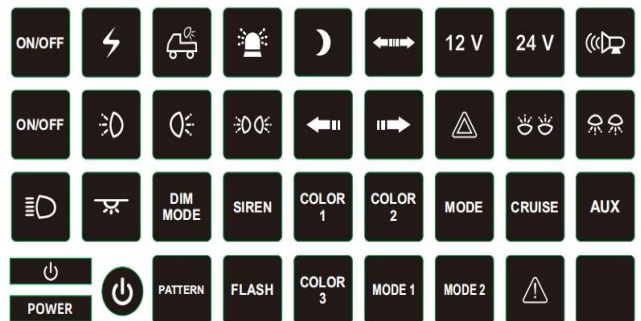 ON/OFF
12 V
24 V
ON/OFF
DIM
MODE
SIREN
COLOR
1
COLOR
2
MODE
CRUISE
AUX
POWER
PATTERN
FLASH
COLOR
3
MODE 1
MODE 2